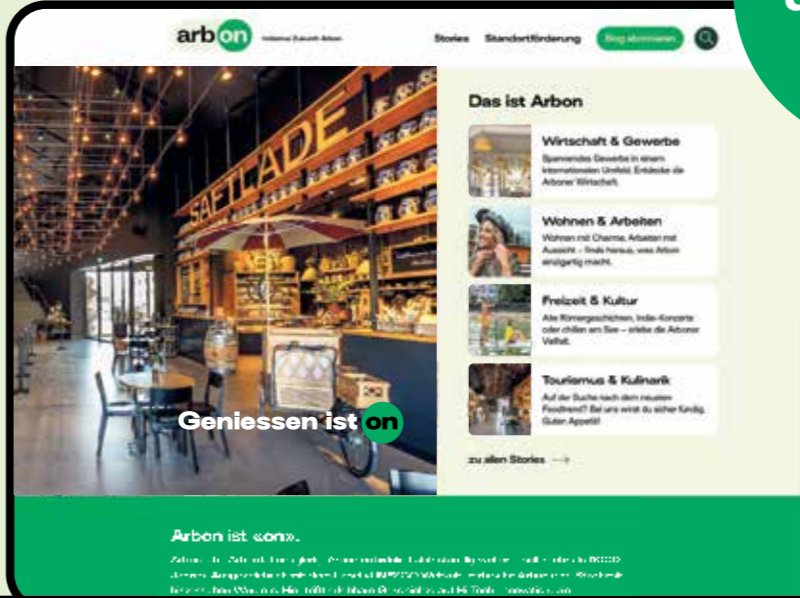 arbon
Initiative Zukunft Arbon
Stories
Standortförderung
Blog abonnieren
SAFTLADE
Geniessen ist on
Das ist Arbon
Wirtschaft & Gewerbe
Spannendes Gewerbe in einem
internationalen Umfeld. Entdecke die
Arboner Wirtschaft.
Wohnen & Arbeiten
Wohnen mit Charme, Arbeiten mit
Aussicht – finde heraus, was Arbon
einzigartig macht.
Freizeit & Kultur
Alte Römergeschichten, Indie-Konzerte
oder chillen am See – erlebe die Arboner
Vielfalt.
Tourismus & Kulinarik
Auf der Suche nach dem neusten
Foodtrend? Bei uns wirst du sicher fündig.
Guten Appetit!
zu allen Stories
Arbon ist «on».